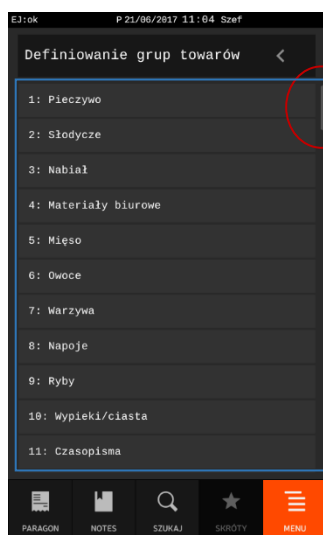 EJ:ok P 21/06/2017 11:04 Szef
Definiowanie grup towarów <
1: Pieczywo
2: Słodycze
3: Nabiał
4: Materiały biurowe
5: Mięso
6: Owoce
7: Warzywa
8: Napoje
9: Ryby
10: Wypieki/ciasta
11: Czasopisma
PARAGON NOTES SZUKAJ SKRÓTY MENU